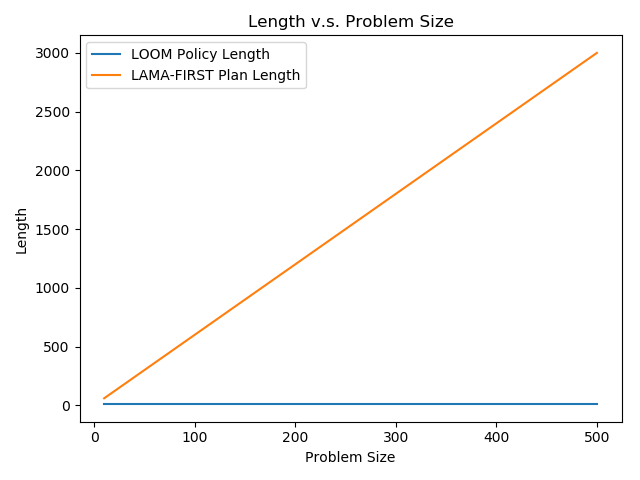 Length v.s. Problem Size
LOOM Policy Length
LAMA-FIRST Plan Length
3000
2500
2000
1500
1000
500
0
Length
0 100 200 300 400 500
Problem Size